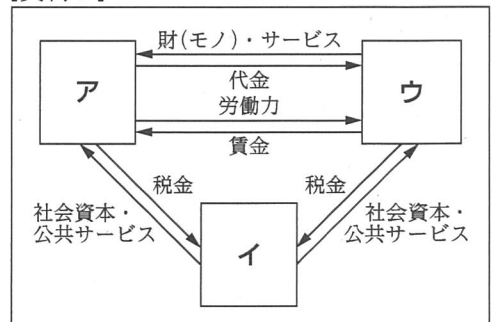 財(モノ)・サービス
ア
ウ
代金
労働力
賃金
税金
税金
社会資本・
公共サービス
社会資本・
公共サービス
イ